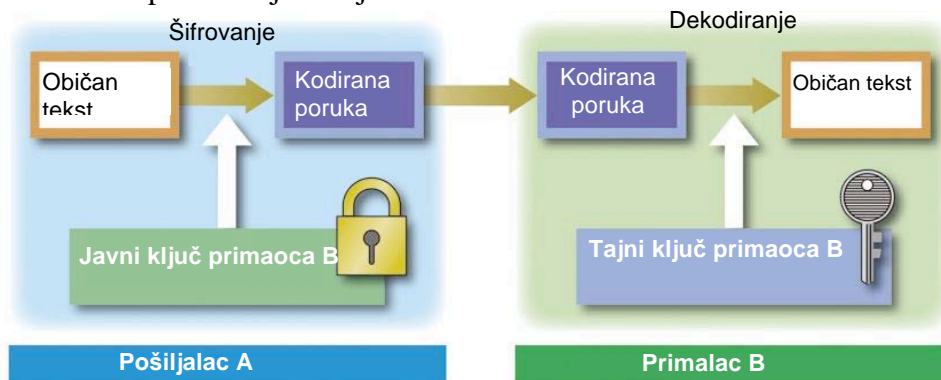 Šifrovanje
Običan
tekst
Kodirana
poruka
Javni ključ primaoca B
Pošiljalac A
Dekodiranje
Kodirana
poruka
Običan tekst
Tajni ključ primaoca B
Primalac B